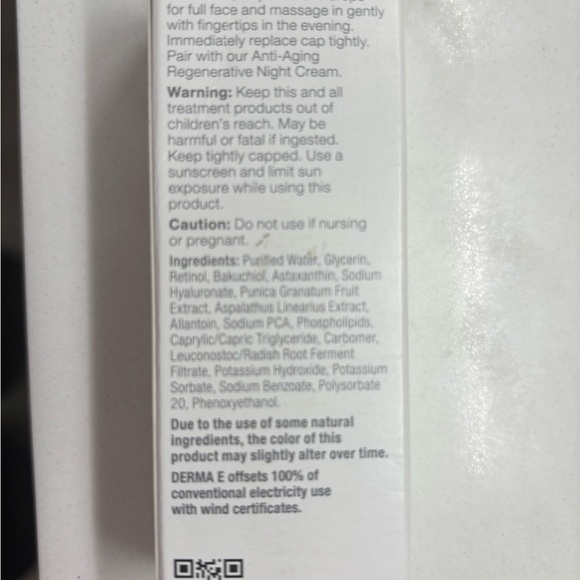 for full face and massage in gently
with fingertips in the evening.
Immediately replace cap tightly.
Pair with our Anti-Aging
Regenerative Night Cream.
Warning: Keep this and all
treatment products out of
children's reach. May be
harmful or fatal if ingested.
Keep tightly capped. Use a
sunscreen and limit sun
exposure while using this
product.
Caution: Do not use if nursing
or pregnant.
Ingredients: Purified Water, Glycerin,
Retinol, Bakuchiol, Astaxanthin, Sodium
Hyaluronate, Punica Granatum Fruit
Extract, Aspalathus Linearius Extract,
Allantoin, Sodium PCA, Phospholipids,
Caprylic/Capric Triglyceride, Carbomer,
Leuconostoc/Radish Root Ferment
Filtrate, Potassium Hydroxide, Potassium
Sorbate, Sodium Benzoate, Polysorbate
20, Phenoxyethanol.
Due to the use of some natural
ingredients, the color of this
product may slightly alter over time.
DERMA E offsets 100% of
conventional electricity use
with wind certificates.